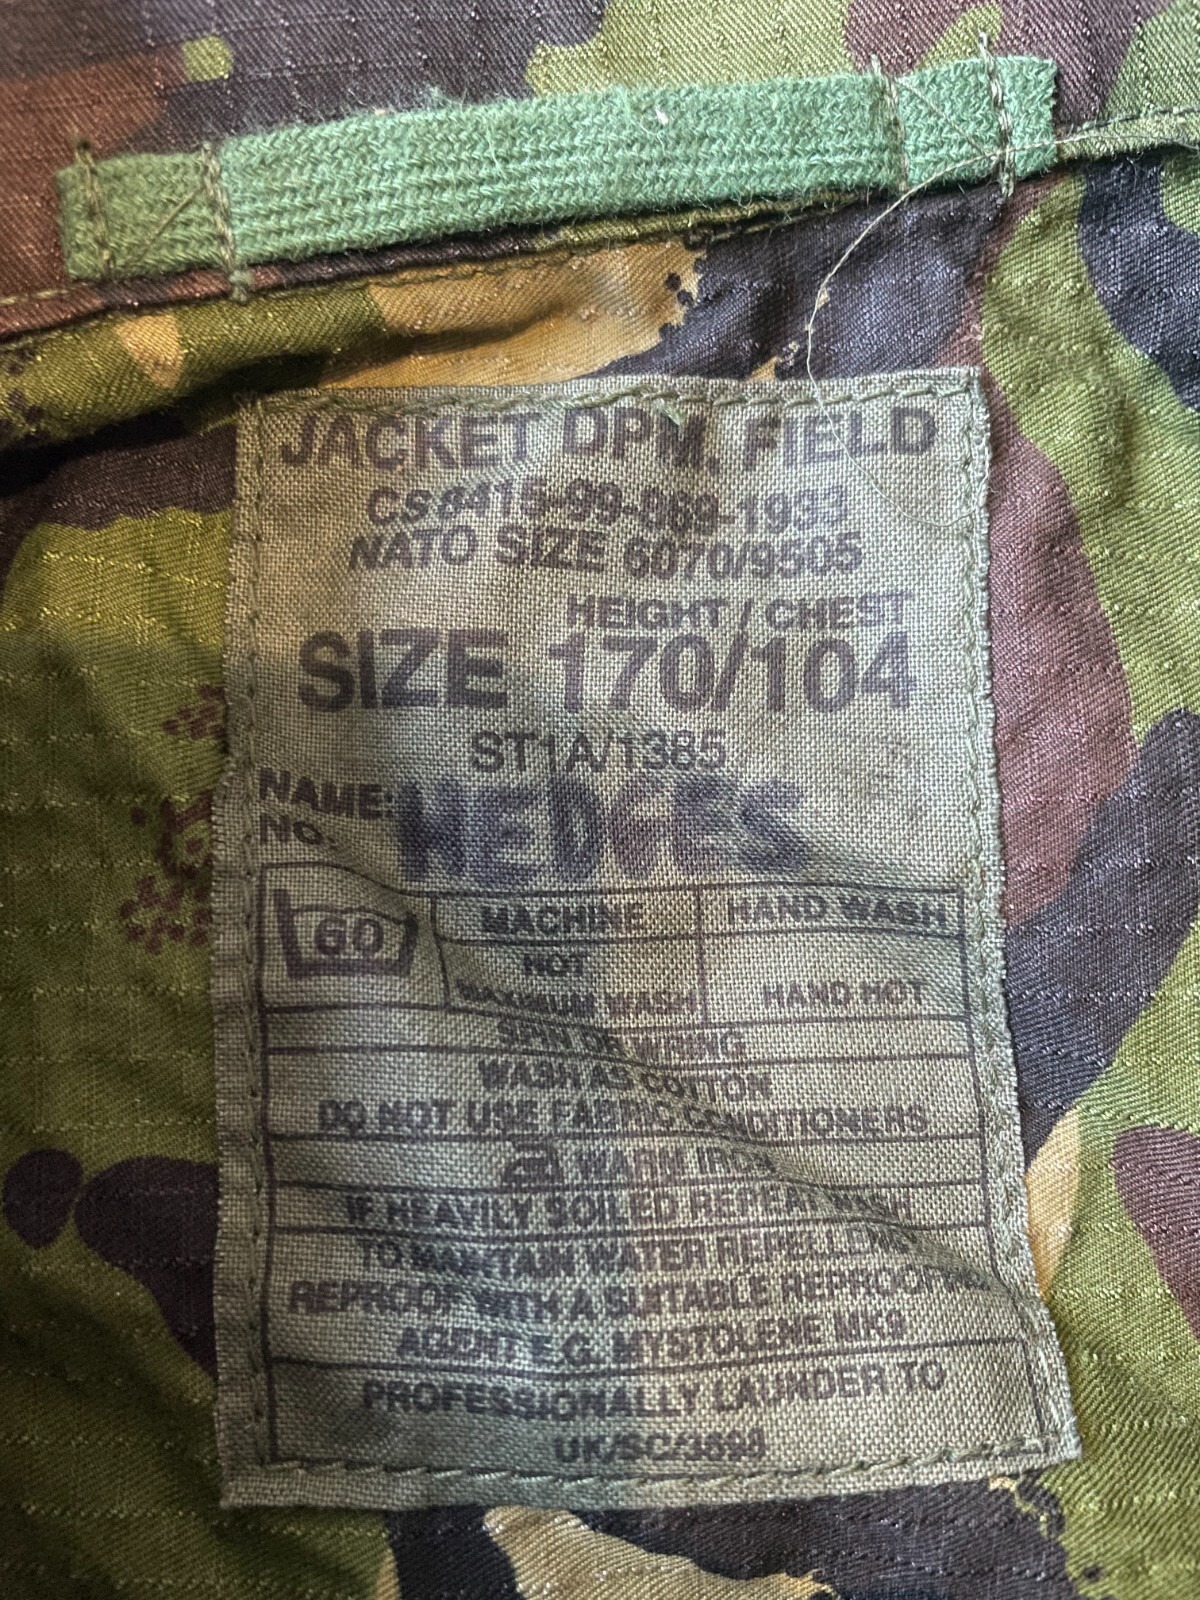 JACKET DPM. FIELD
CS 8415-99-969-1933
NATO SIZE 6070/9505
HEIGHT / CHEST
SIZE 170/104
ST1A/1385
NAME: HEDGES
NO.
60 MACHINE HAND WASH
HOT
MAXIMUM WASH HAND HOT
SPIN DRY/WRING
WASH AS COTTON
DO NOT USE FABRIC CONDITIONERS
WARM IRON
IF HEAVILY SOILED REPEAT WASH
TO MAINTAIN WATER REPELLENCY
REPROOF WITH A SUITABLE REPROOFING
AGENT E.G. MYSTOLENE MK9
PROFESSIONALLY LAUNDER TO
UK/SC/3698